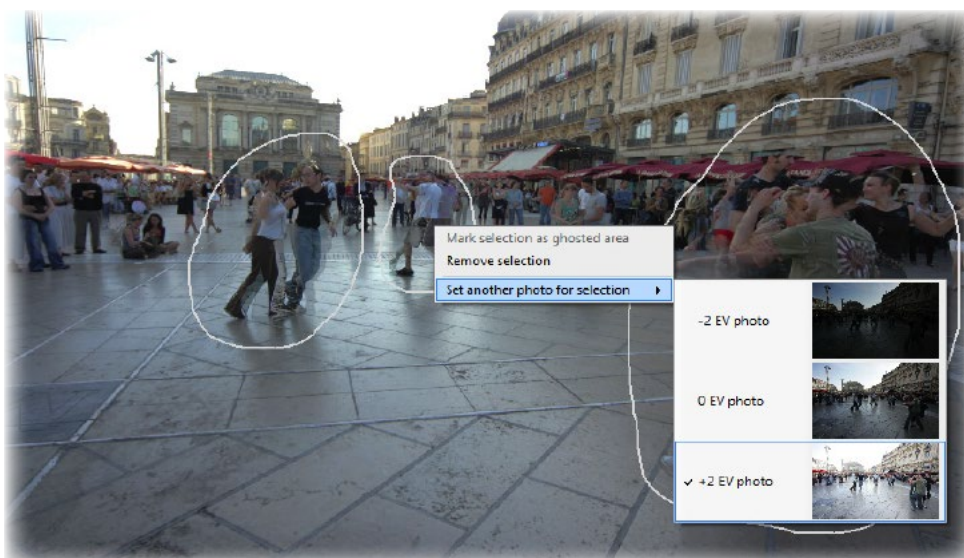 Mark selection as ghosted area
Remove selection
Set another photo for selection
-2 EV photo
0 EV photo
+2 EV photo